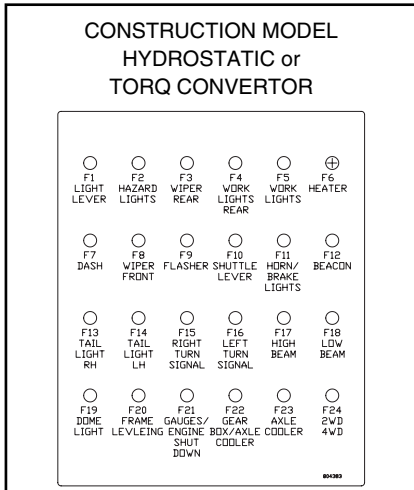 CONSTRUCTION MODEL
HYDROSTATIC or
TORQ CONVERTOR
F1 F2 F3 F4 F5 F6
LIGHT HAZARD WIPER WORK WORK HEATER
LEVER LIGHTS REAR LIGHTS LIGHTS
REAR
F7 F8 F9 F10 F11 F12
DASH WIPER FLASHER SHUTTLE HORN/ BEACON
FRONT LEVER BRAKE
LIGHTS
F13 F14 F15 F16 F17 F18
TAIL TAIL RIGHT LEFT HIGH LOW
LIGHT LIGHT TURN TURN BEAM BEAM
RH LH SIGNAL SIGNAL
F19 F20 F21 F22 F23 F24
DOME FRAME GAUGES/ GEAR AXLE 2WD
LIGHT LEVLEING ENGINE BOX/AXLE COOLER 4WD
SHUT COOLER
DOWN
804383